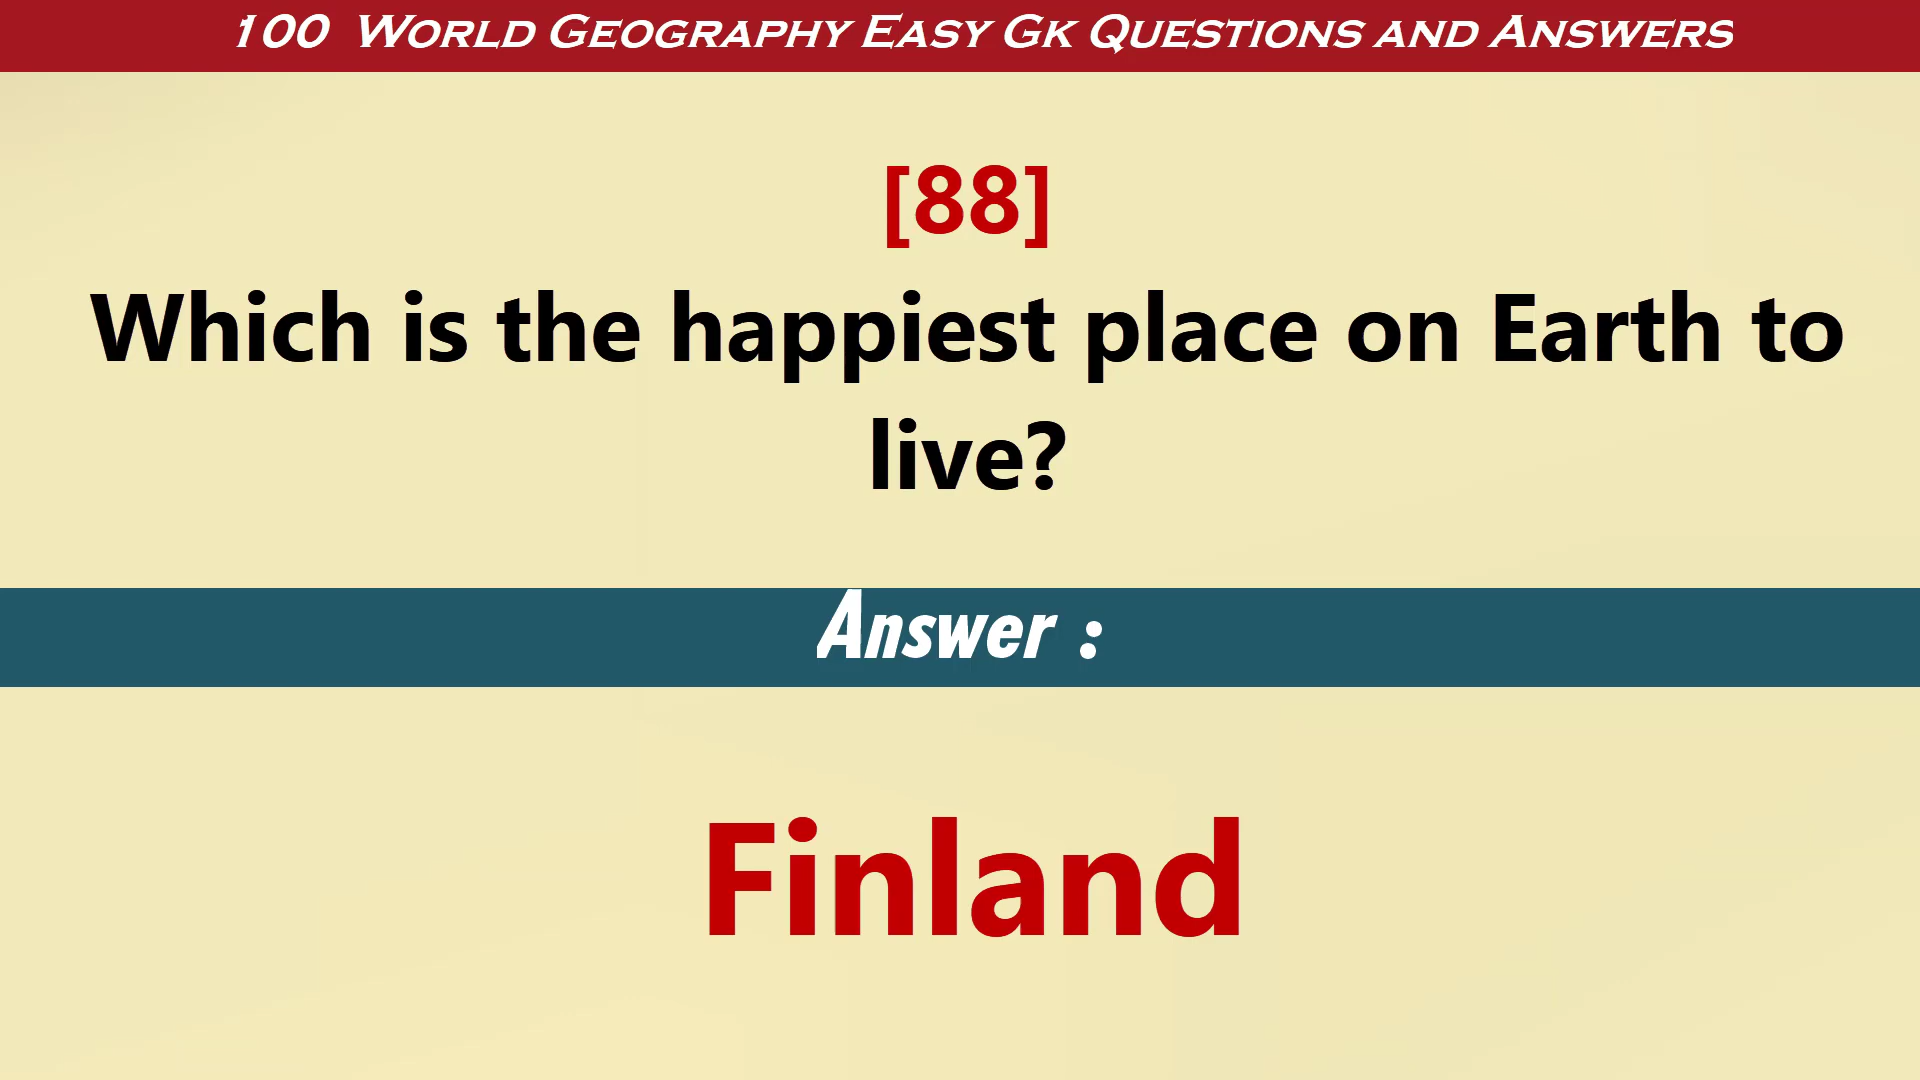 100 World Geography Easy Gk Questions and Answers
[88]
Which is the happiest place on Earth to
live?
Answer :
Finland